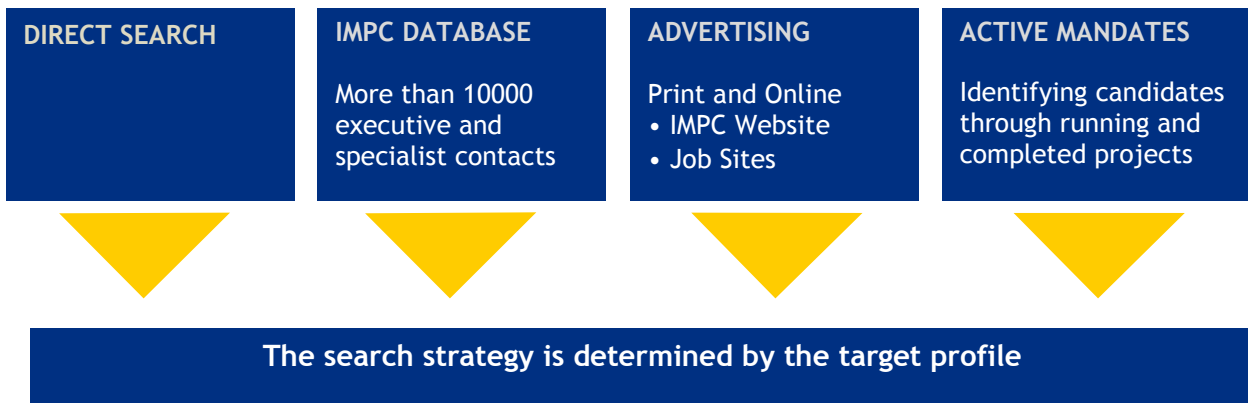 DIRECT SEARCH
IMPC DATABASE
More than 10000
executive and
specialist contacts
ADVERTISING
Print and Online
• IMPC Website
• Job Sites
ACTIVE MANDATES
Identifying candidates
through running and
completed projects
The search strategy is determined by the target profile